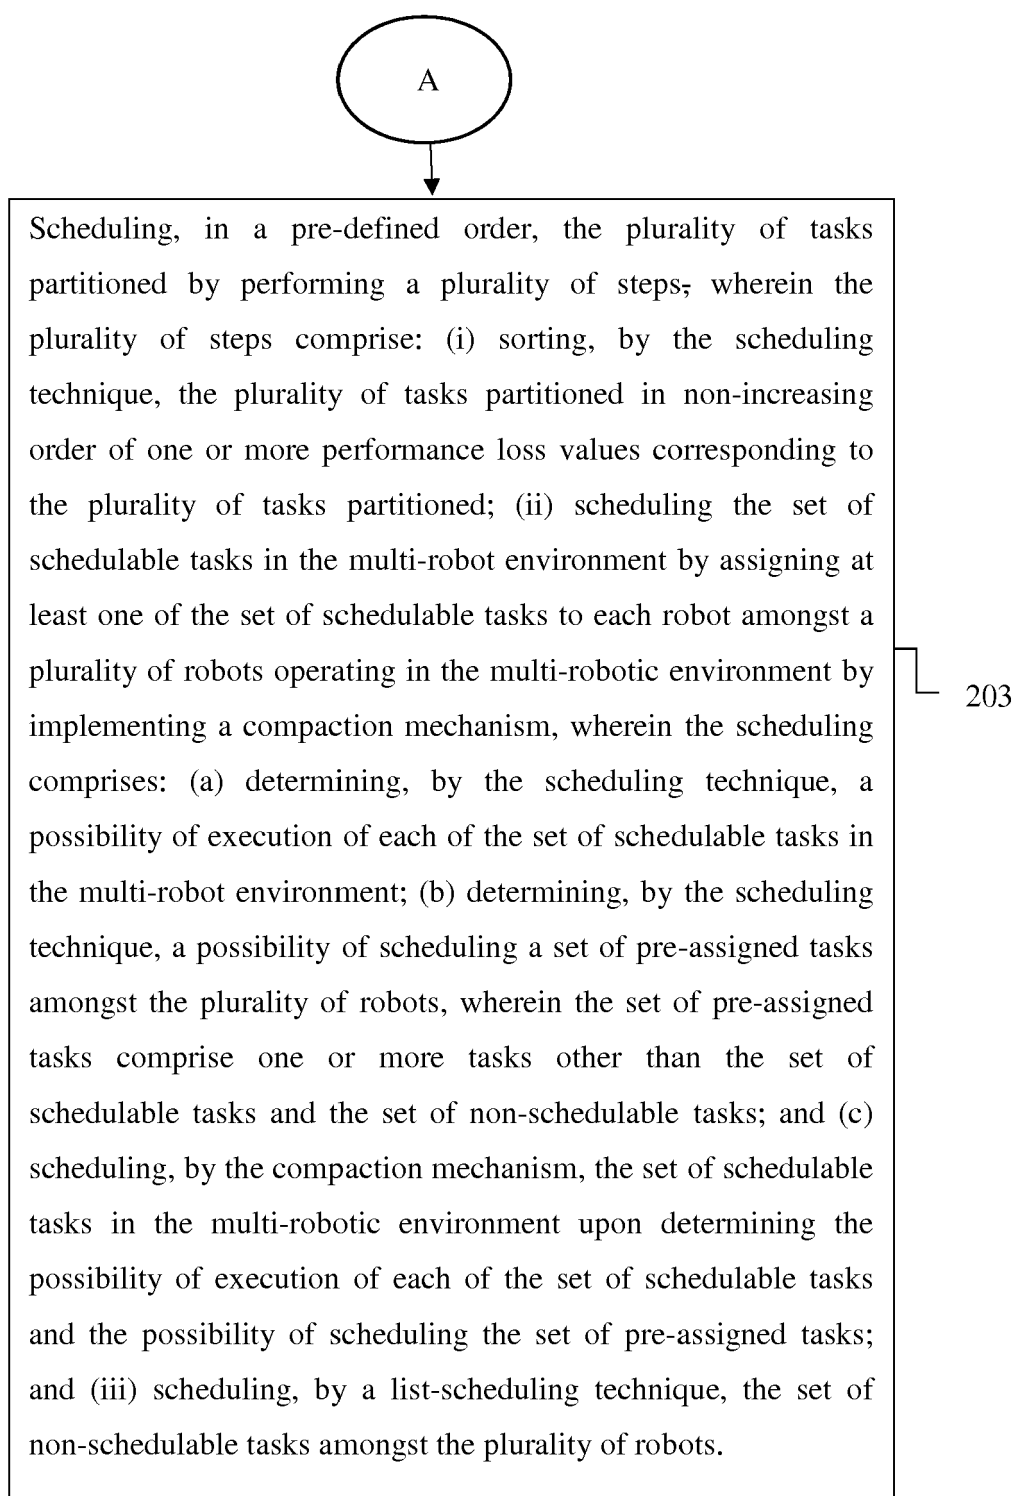 A
Scheduling, in a pre-defined order, the plurality of tasks
partitioned by performing a plurality of steps, wherein the
plurality of steps comprise: (i) sorting, by the scheduling
technique, the plurality of tasks partitioned in non-increasing
order of one or more performance loss values corresponding to
the plurality of tasks partitioned; (ii) scheduling the set of
schedulable tasks in the multi-robot environment by assigning at
least one of the set of schedulable tasks to each robot amongst a
plurality of robots operating in the multi-robotic environment by
implementing a compaction mechanism, wherein the scheduling
comprises: (a) determining, by the scheduling technique, a
possibility of execution of each of the set of schedulable tasks in
the multi-robot environment; (b) determining, by the scheduling
technique, a possibility of scheduling a set of pre-assigned tasks
amongst the plurality of robots, wherein the set of pre-assigned
tasks comprise one or more tasks other than the set of
schedulable tasks and the set of non-schedulable tasks; and (c)
scheduling, by the compaction mechanism, the set of schedulable
tasks in the multi-robotic environment upon determining the
possibility of execution of each of the set of schedulable tasks
and the possibility of scheduling the set of pre-assigned tasks;
and (iii) scheduling, by a list-scheduling technique, the set of
non-schedulable tasks amongst the plurality of robots.
203